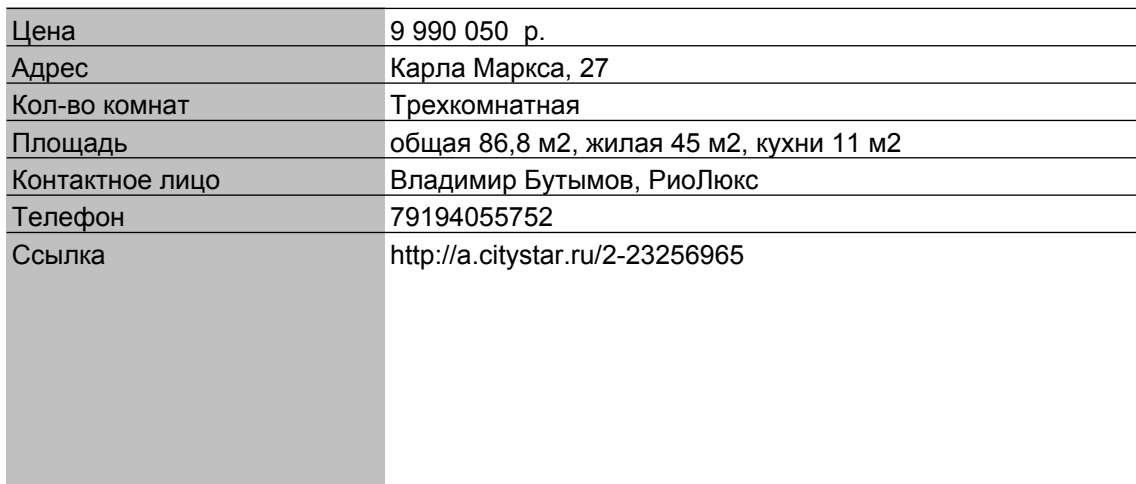 Цена 9 990 050 р.
Адрес Карла Маркса, 27
Кол-во комнат Трехкомнатная
Площадь общая 86,8 м2, жилая 45 м2, кухни 11 м2
Контактное лицо Владимир Бутымов, РиоЛюкс
Телефон 79194055752
Ссылка http://a.citystar.ru/2-23256965